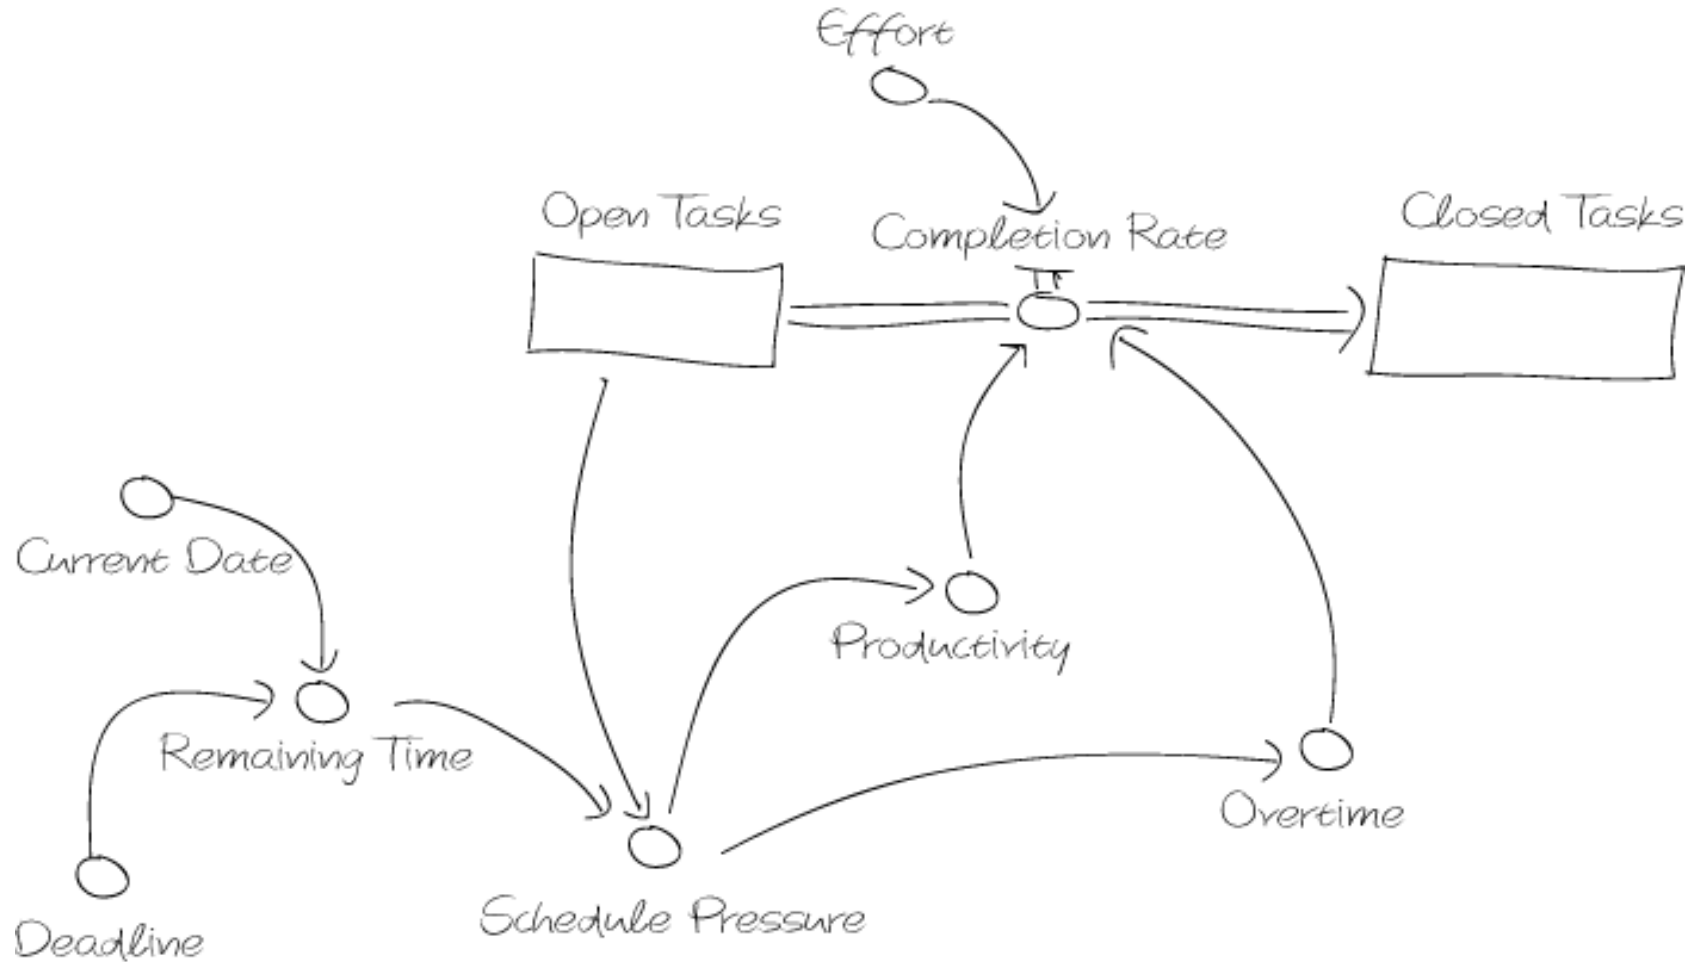 Effort
Open Tasks
Completion Rate
Closed Tasks
Current Date
Productivity
Remaining Time
Overtime
Schedule Pressure
Deadline